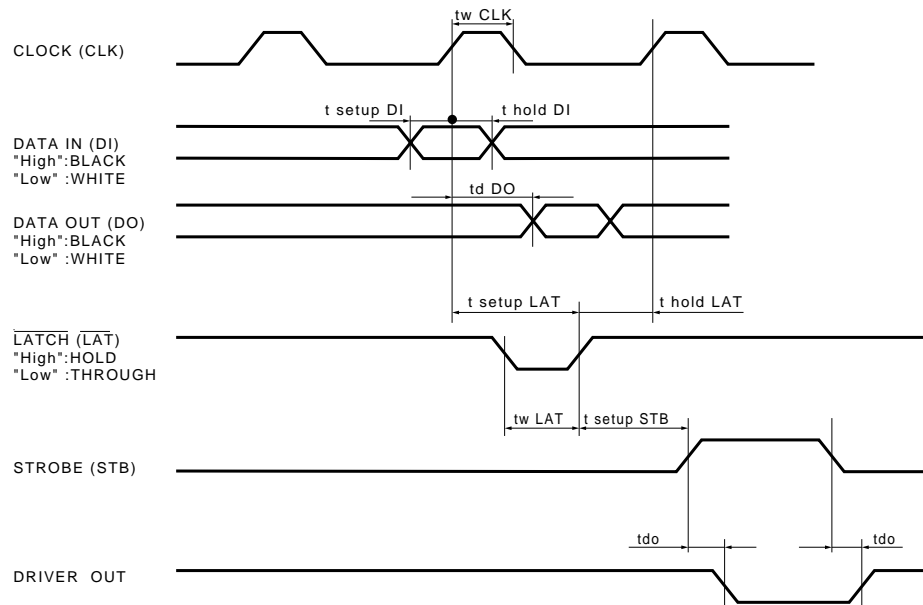 tw CLK
CLOCK (CLK)
t setup DI
t hold DI
DATA IN (DI)
"High":BLACK
"Low" :WHITE
td DO
DATA OUT (DO)
"High":BLACK
"Low" :WHITE
t setup LAT
t hold LAT
LATCH (LAT)
"High":HOLD
"Low" :THROUGH
tw LAT
t setup STB
STROBE (STB)
tdo
tdo
DRIVER OUT